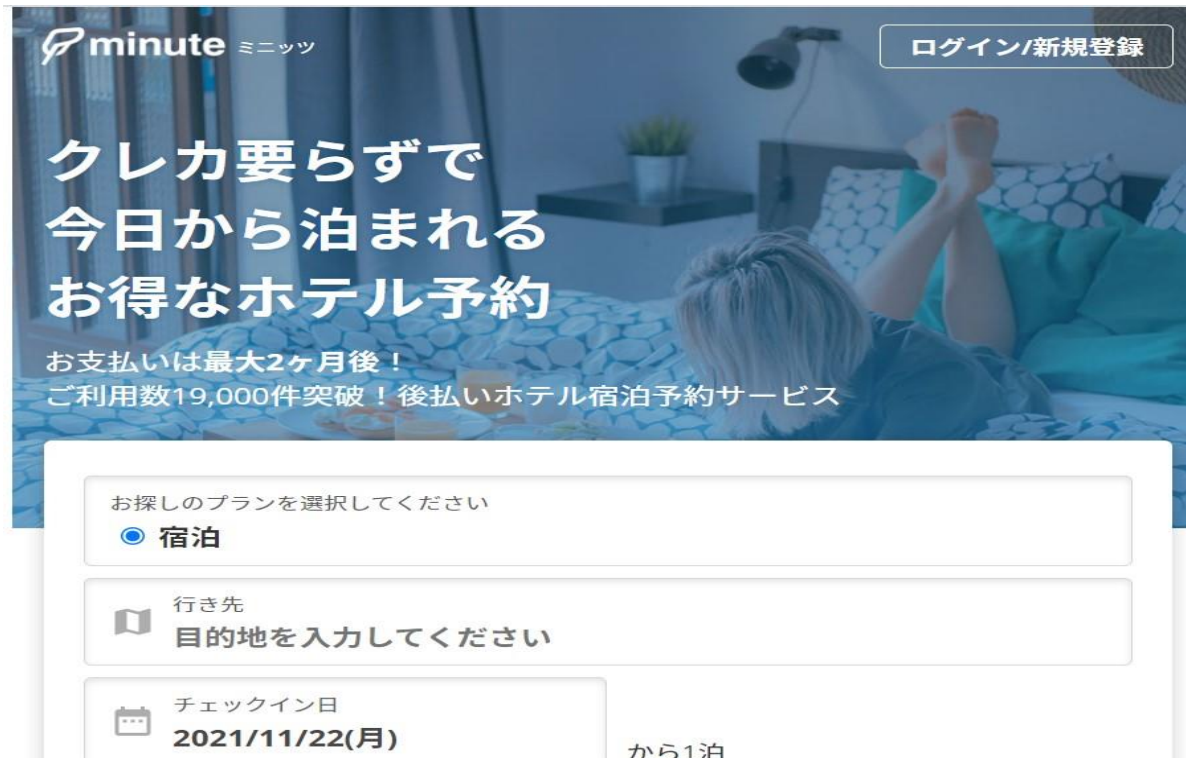 minute ミニッツ
ログイン/新規登録
クレカ要らずで
今日から泊まれる
お得なホテル予約
お支払いは最大2ヶ月後！
ご利用数19,000件突破！後払いホテル宿泊予約サービス
お探しのプランを選択してください
宿泊
行き先
目的地を入力してください
チェックイン日
2021/11/22(月)
から1泊